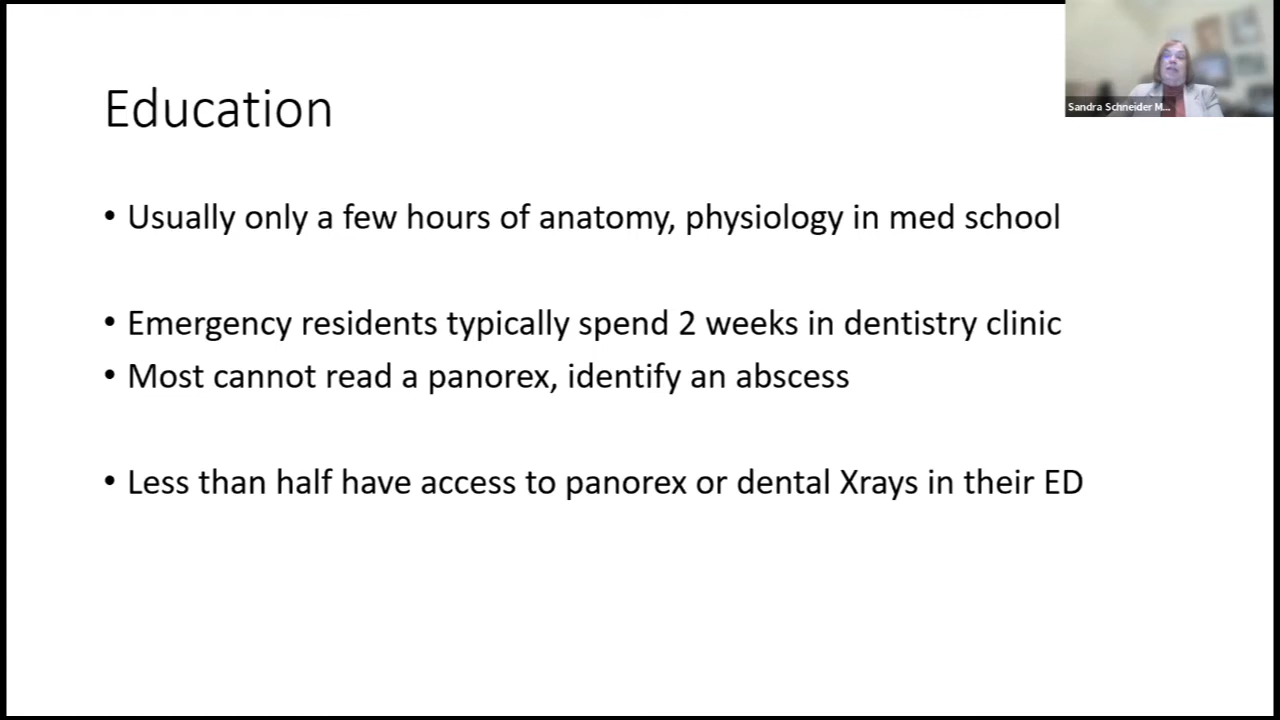 Sandra Schneider M...
Education
• Usually only a few hours of anatomy, physiology in med school
• Emergency residents typically spend 2 weeks in dentistry clinic
• Most cannot read a panorex, identify an abscess
• Less than half have access to panorex or dental Xrays in their ED